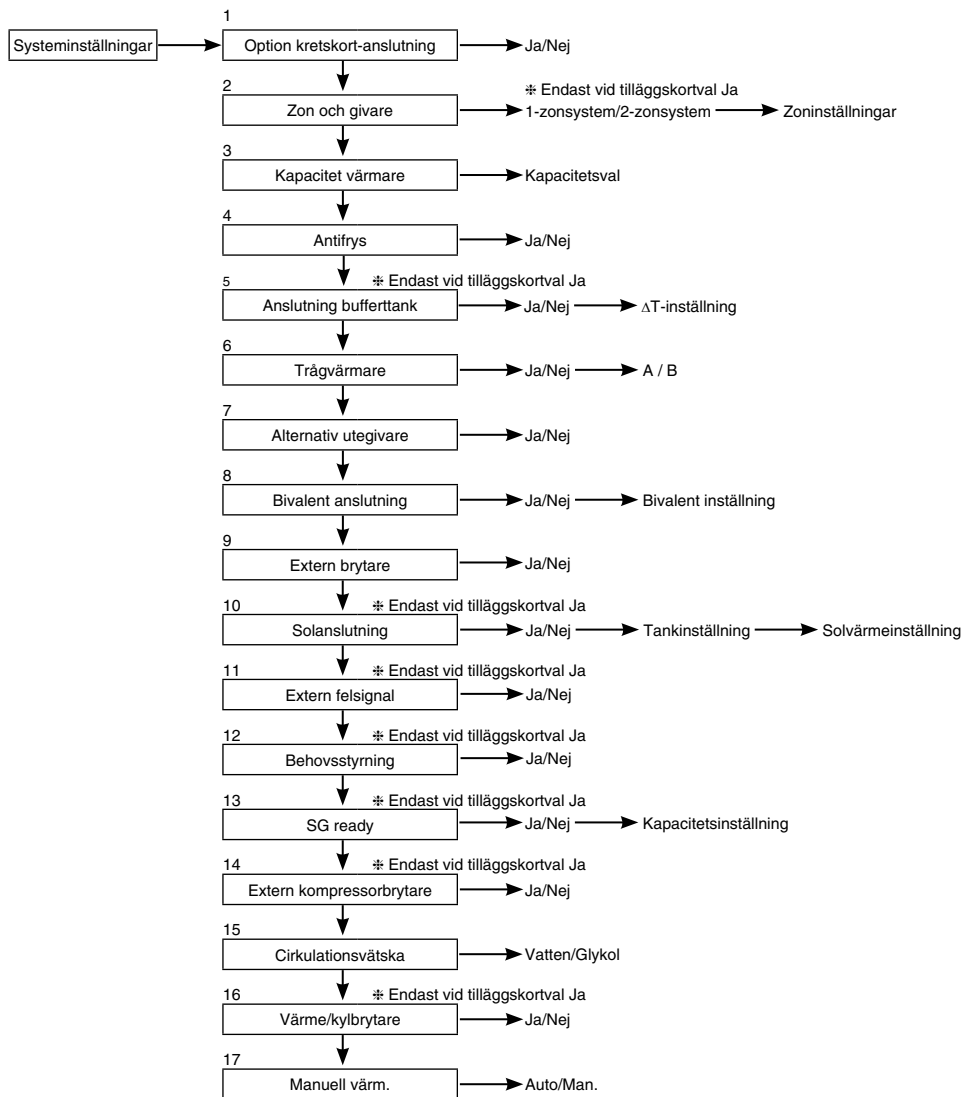 1
Systeminställningar Option kretskort-anslutning Ja/Nej
2 ❈ Endast vid tilläggskortval Ja
Zon och givare 1-zonsystem/2-zonsystem Zoninställningar
3
Kapacitet värmare Kapacitetsval
4
Antifrys Ja/Nej
5 ❈ Endast vid tilläggskortval Ja
Anslutning bufferttank Ja/Nej ΔT-inställning
6
Trågvärmare Ja/Nej A / B
7
Alternativ utegivare Ja/Nej
8
Bivalent anslutning Ja/Nej Bivalent inställning
9
Extern brytare Ja/Nej
10 ❈ Endast vid tilläggskortval Ja
Solanslutning Ja/Nej Tankinställning Solvärmeinställning
11 ❈ Endast vid tilläggskortval Ja
Extern felsignal Ja/Nej
12 ❈ Endast vid tilläggskortval Ja
Behovsstyrning Ja/Nej
13 ❈ Endast vid tilläggskortval Ja
SG ready Ja/Nej Kapacitetsinställning
14 ❈ Endast vid tilläggskortval Ja
Extern kompressorbrytare Ja/Nej
15
Cirkulationsvätska Vatten/Glykol
16 ❈ Endast vid tilläggskortval Ja
Värme/kylbrytare Ja/Nej
17
Manuell värm. Auto/Man.